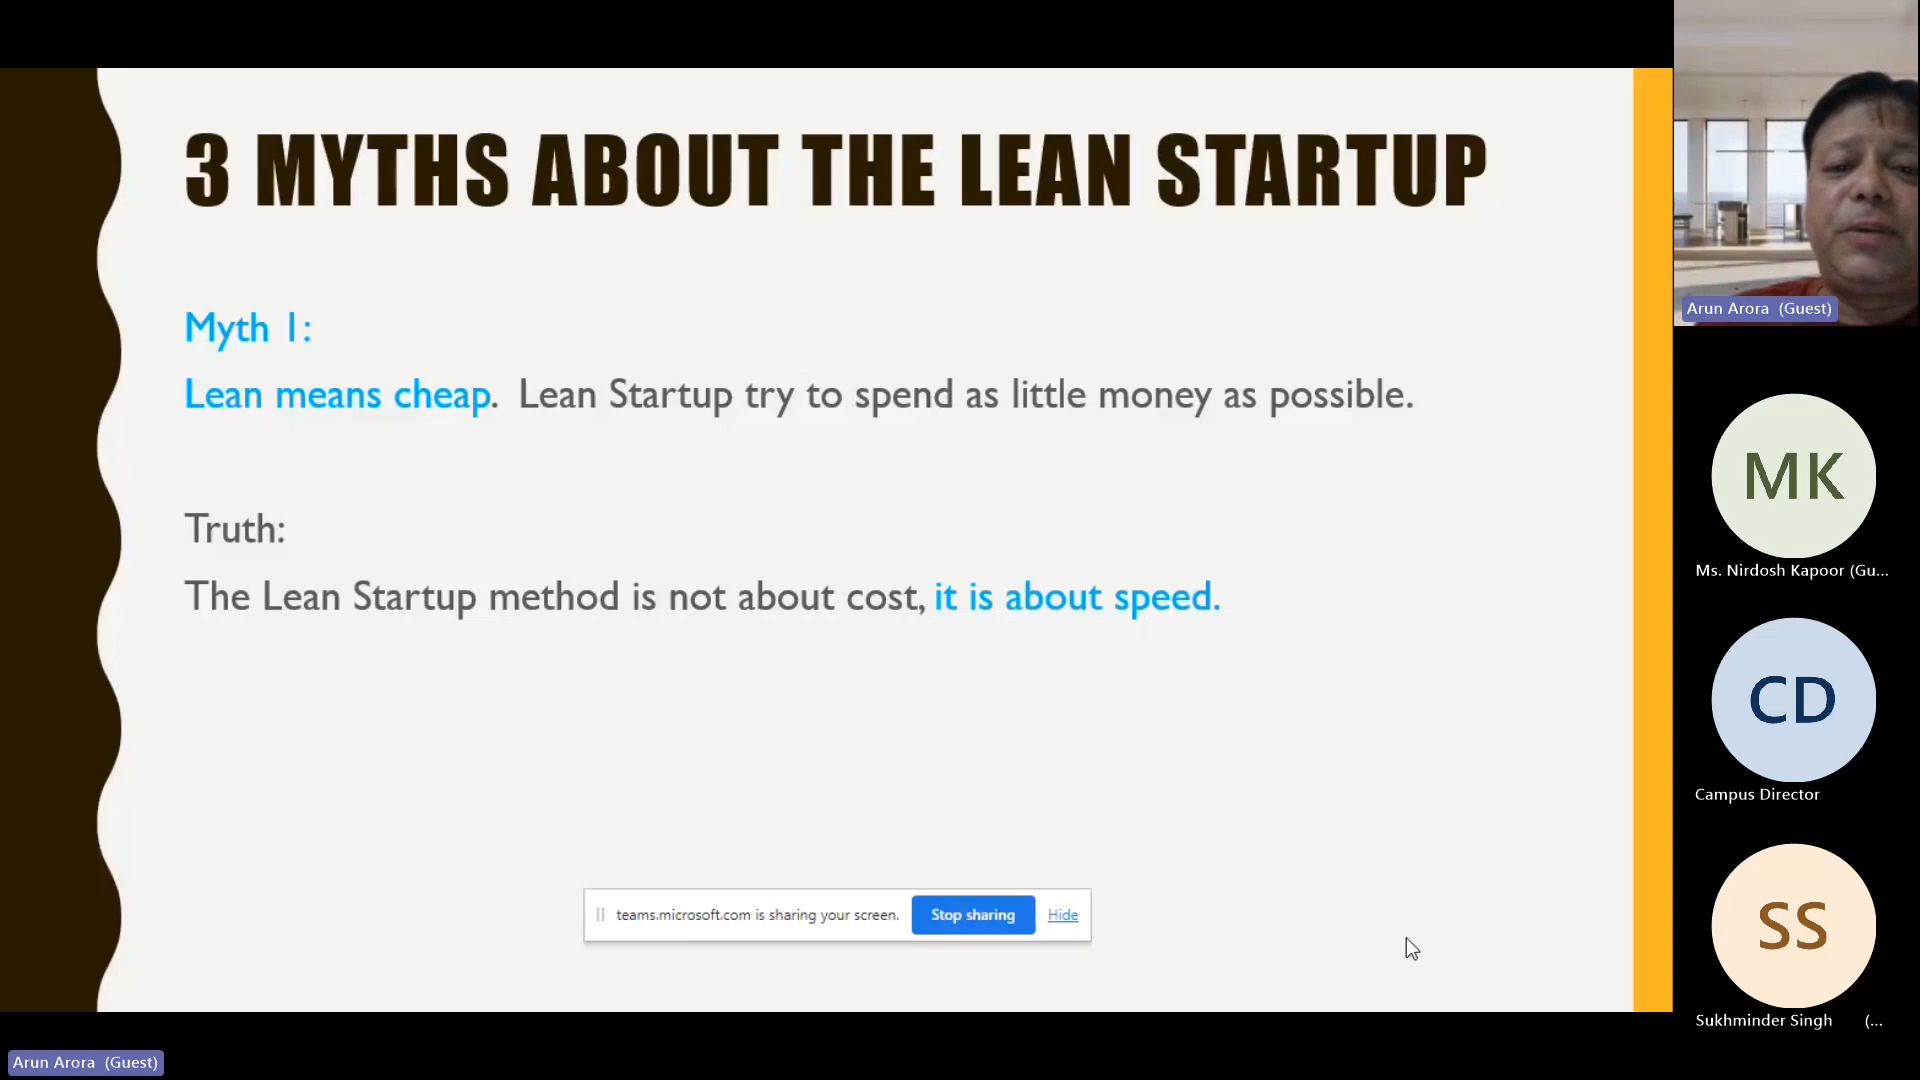 3 MYTHS ABOUT THE LEAN STARTUP
Myth 1:
Lean means cheap. Lean Startup try to spend as little money as possible.
Truth:
The Lean Startup method is not about cost, it is about speed.
teams.microsoft.com is sharing your screen. Stop sharing Hide
Arun Arora (Guest)
MK
Ms. Nirdosh Kapoor (Gu...
CD
Campus Director
SS
Sukhminder Singh (...
Arun Arora (Guest)